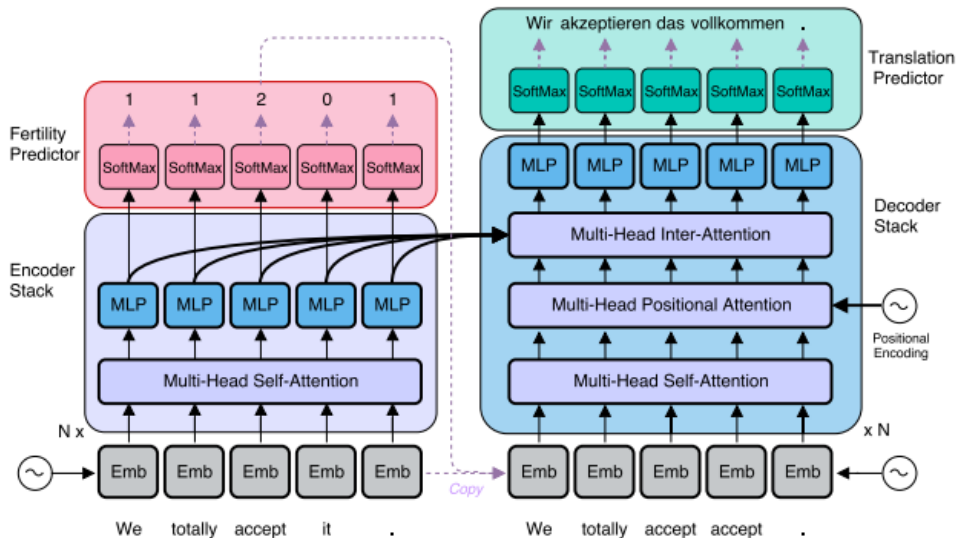 Wir akzeptieren das vollkommen .
Translation Predictor
SoftMax SoftMax SoftMax SoftMax SoftMax
1 1 2 0 1
Fertility Predictor
SoftMax SoftMax SoftMax SoftMax SoftMax
MLP MLP MLP MLP MLP
Decoder Stack
Multi-Head Inter-Attention
Encoder Stack
MLP MLP MLP MLP MLP
Multi-Head Positional Attention
Positional Encoding
Multi-Head Self-Attention
Multi-Head Self-Attention
N x
x N
Emb Emb Emb Emb Emb
Copy
Emb Emb Emb Emb Emb
We totally accept it .
We totally accept accept .